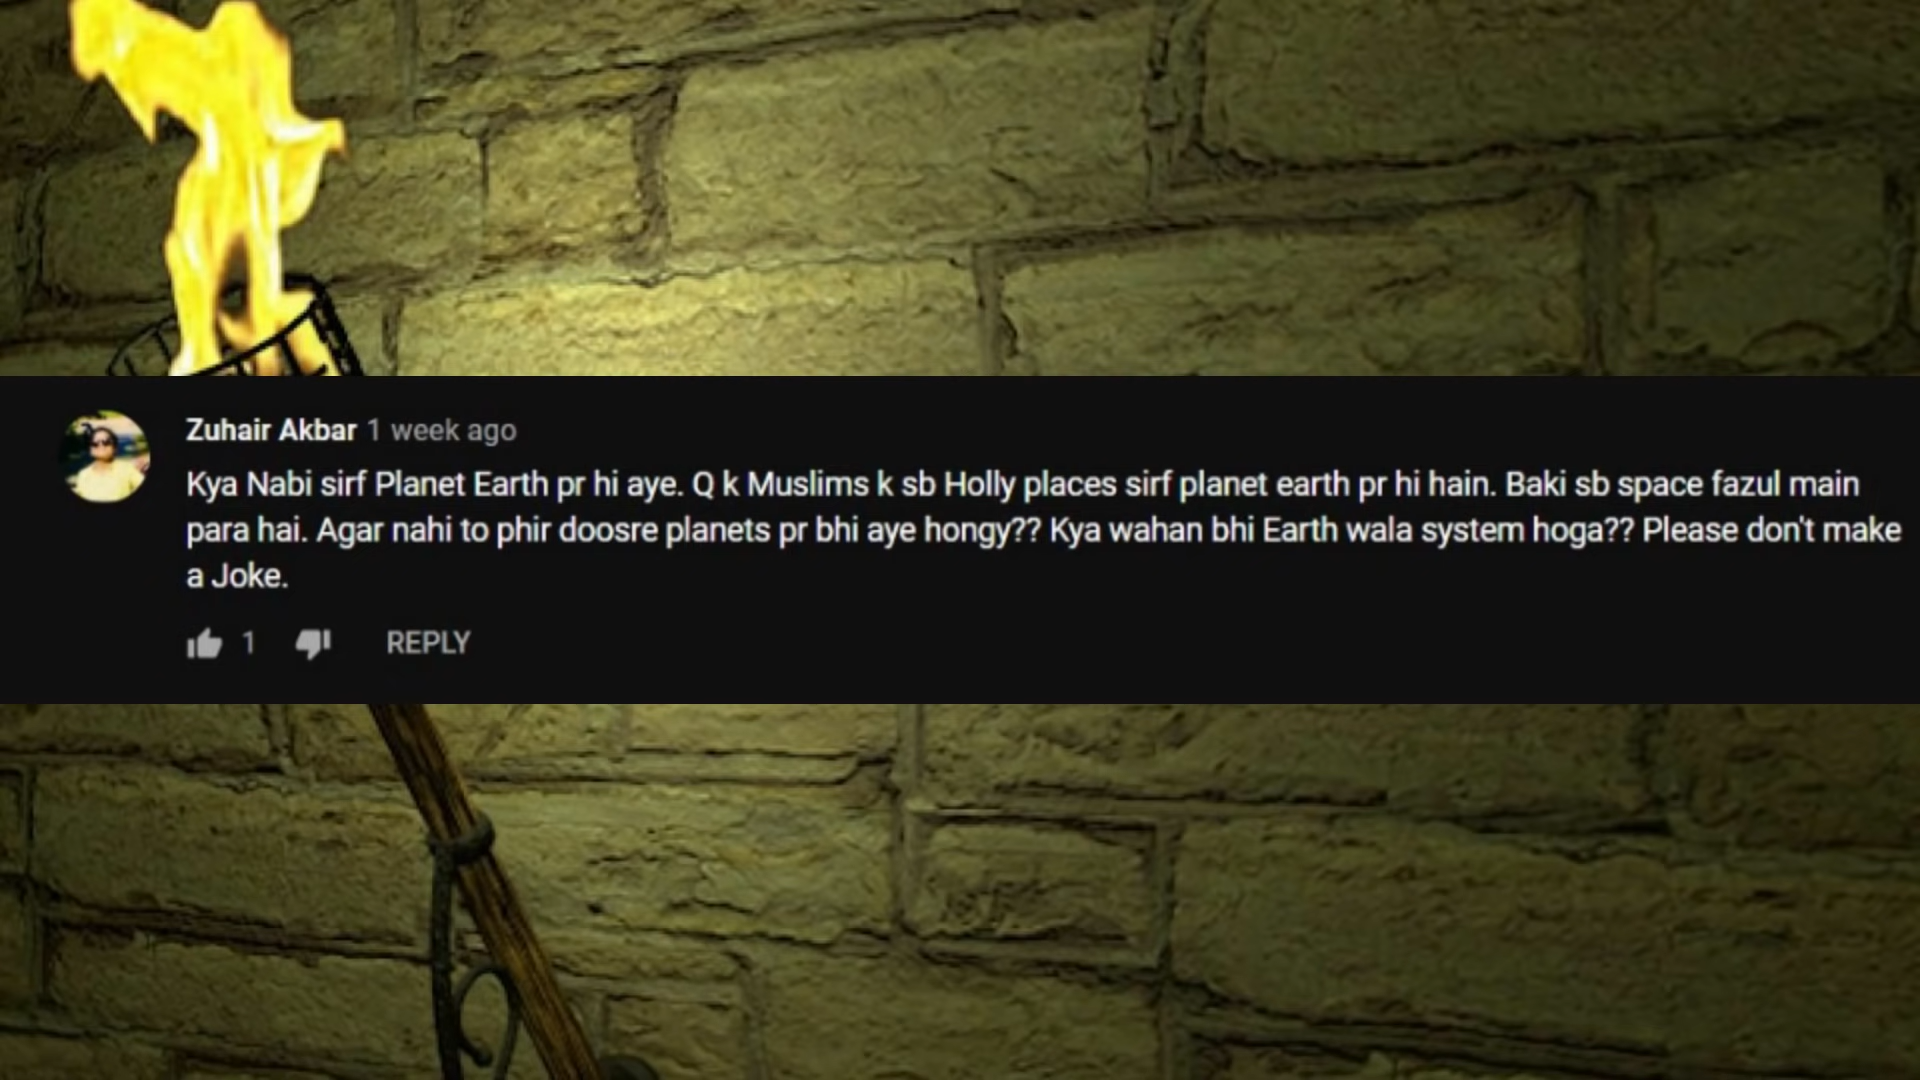 Zuhair Akbar 1 week ago
Kya Nabi sirf Planet Earth pr hi aye. Q k Muslims k sb Holly places sirf planet earth pr hi hain. Baki sb space fazul main
para hai. Agar nahi to phir doosre planets pr bhi aye hongy?? Kya wahan bhi Earth wala system hoga?? Please don't make
a Joke.
1 REPLY